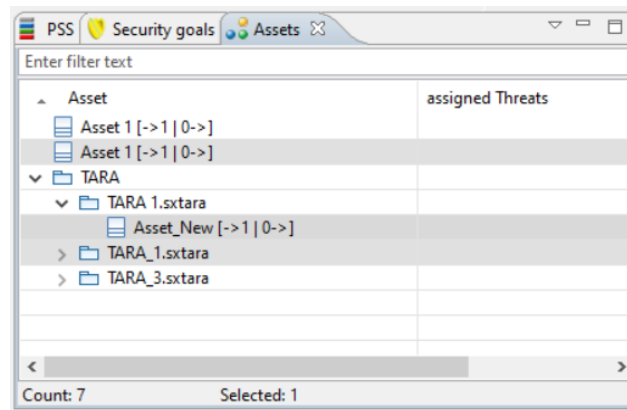 PSS Security goals Assets
Enter filter text
Asset assigned Threats
Asset 1 [->1 | 0->]
Asset 1 [->1 | 0->]
TARA
TARA 1.sxtara
Asset_New [->1 | 0->]
TARA_1.sxtara
TARA_3.sxtara
Count: 7 Selected: 1